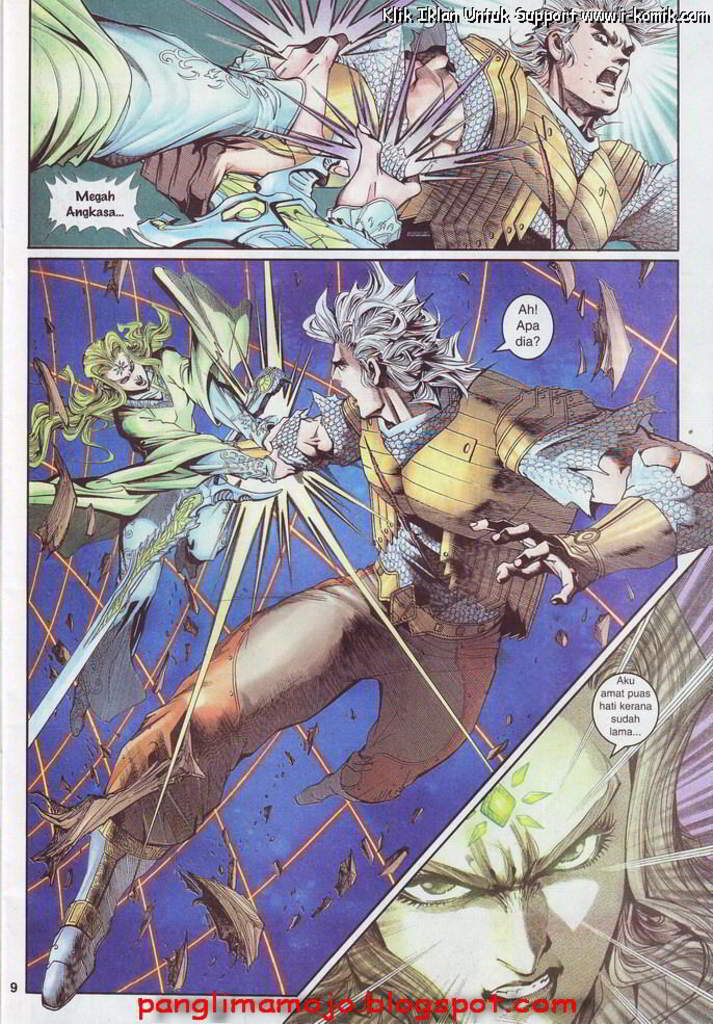 Klik Iklan Untuk Support www.i-komik.com
Megah
Angkasa...
Ah!
Apa
dia?
Aku
amat puas
hati kerana
sudah
lama...
9
panglimamojo.blogspot.com